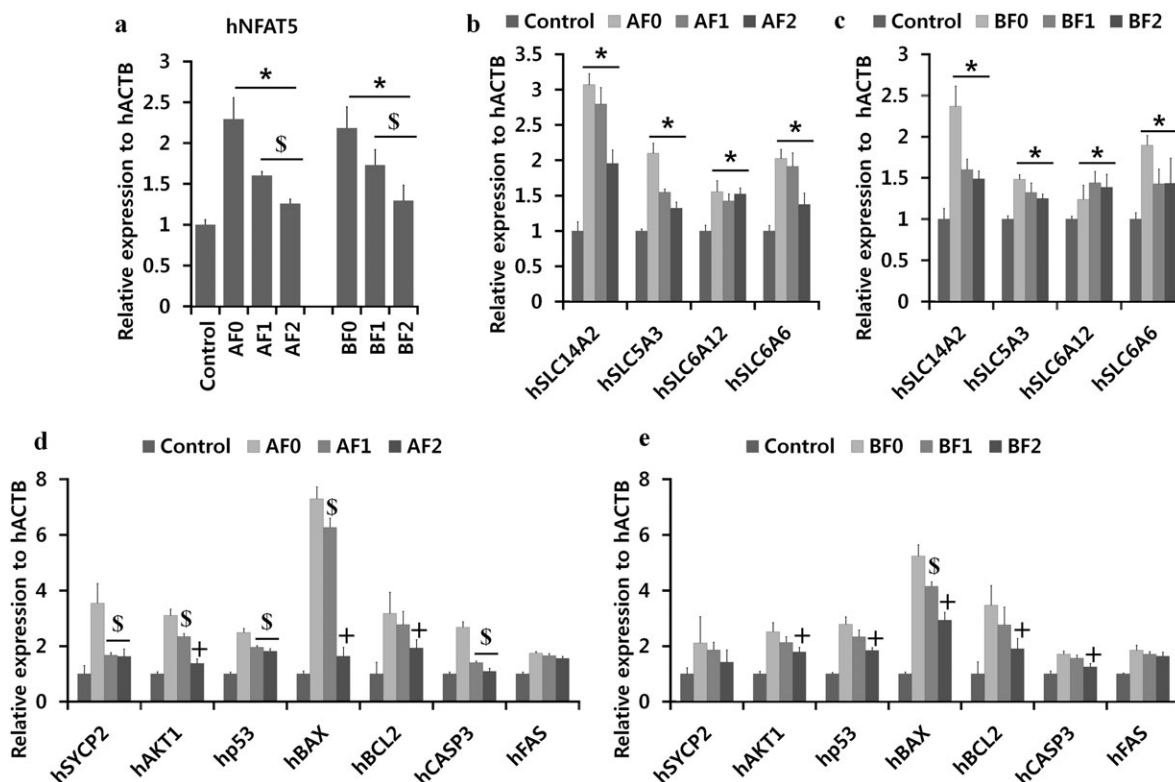 a
hNFAT5
Relative expression to hACTB
3
2.5
2
1.5
1
0.5
0
* *
$ $
Control AF0 AF1 AF2 BF0 BF1 BF2
b
Control AF0 AF1 AF2
Relative expression to hACTB
3.5
3
2.5
2
1.5
1
0.5
0
* * * *
hSLC14A2 hSLC5A3 hSLC6A12 hSLC6A6
c
Control BF0 BF1 BF2
Relative expression to hACTB
3
2.5
2
1.5
1
0.5
0
* * * *
hSLC14A2 hSLC5A3 hSLC6A12 hSLC6A6
d
Control AF0 AF1 AF2
Relative expression to hACTB
8
6
4
2
0
$ $ + $ $ + + $
hSYCP2 hAKT1 hp53 hBAX hBCL2 hCASP3 hFAS
e
Control BF0 BF1 BF2
Relative expression to hACTB
8
6
4
2
0
+ + $ + + +
hSYCP2 hAKT1 hp53 hBAX hBCL2 hCASP3 hFAS